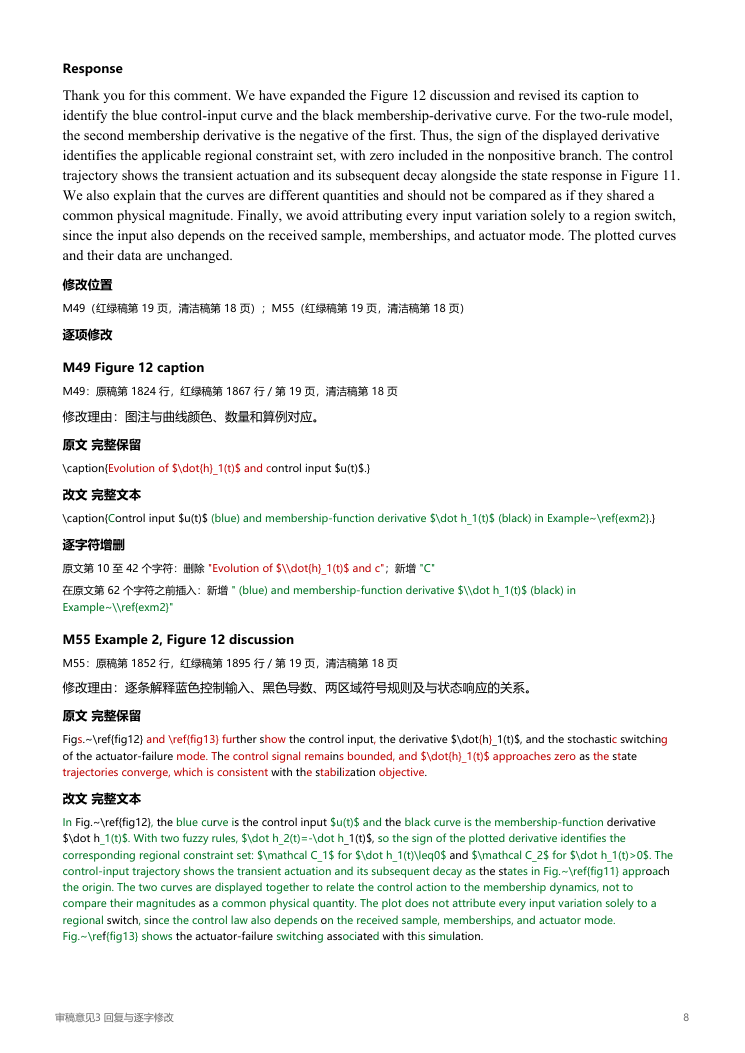 Response
Thank you for this comment. We have expanded the Figure 12 discussion and revised its caption to
identify the blue control-input curve and the black membership-derivative curve. For the two-rule model,
the second membership derivative is the negative of the first. Thus, the sign of the displayed derivative
identifies the applicable regional constraint set, with zero included in the nonpositive branch. The control
trajectory shows the transient actuation and its subsequent decay alongside the state response in Figure 11.
We also explain that the curves are different quantities and should not be compared as if they shared a
common physical magnitude. Finally, we avoid attributing every input variation solely to a region switch,
since the input also depends on the received sample, memberships, and actuator mode. The plotted curves
and their data are unchanged.
修改位置
M49（红绿稿第 19 页，清洁稿第 18 页）；M55（红绿稿第 19 页，清洁稿第 18 页）
逐项修改
M49 Figure 12 caption
M49：原稿第 1824 行，红绿稿第 1867 行 / 第 19 页，清洁稿第 18 页
修改理由：图注与曲线颜色、数量和算例对应。
原文 完整保留
\caption{Evolution of $\dot{h}_1(t)$ and control input $u(t)$.}
改文 完整文本
\caption{Control input $u(t)$ (blue) and membership-function derivative $\dot h_1(t)$ (black) in Example~\ref{exm2}.}
逐字符增删
原文第 10 至 42 个字符：删除 "Evolution of $\\dot{h}_1(t)$ and c"；新增 "C"
在原文第 62 个字符之前插入：新增 " (blue) and membership-function derivative $\\dot h_1(t)$ (black) in
Example~\\ref{exm2}"
M55 Example 2, Figure 12 discussion
M55：原稿第 1852 行，红绿稿第 1895 行 / 第 19 页，清洁稿第 18 页
修改理由：逐条解释蓝色控制输入、黑色导数、两区域符号规则及与状态响应的关系。
原文 完整保留
Figs.~\ref{fig12} and \ref{fig13} further show the control input, the derivative $\dot{h}_1(t)$, and the stochastic switching
of the actuator-failure mode. The control signal remains bounded, and $\dot{h}_1(t)$ approaches zero as the state
trajectories converge, which is consistent with the stabilization objective.
改文 完整文本
In Fig.~\ref{fig12}, the blue curve is the control input $u(t)$ and the black curve is the membership-function derivative
$\dot h_1(t)$. With two fuzzy rules, $\dot h_2(t)=-\dot h_1(t)$, so the sign of the plotted derivative identifies the
corresponding regional constraint set: $\mathcal C_1$ for $\dot h_1(t)\leq0$ and $\mathcal C_2$ for $\dot h_1(t)>0$. The
control-input trajectory shows the transient actuation and its subsequent decay as the states in Fig.~\ref{fig11} approach
the origin. The two curves are displayed together to relate the control action to the membership dynamics, not to
compare their magnitudes as a common physical quantity. The plot does not attribute every input variation solely to a
regional switch, since the control law also depends on the received sample, memberships, and actuator mode.
Fig.~\ref{fig13} shows the actuator-failure switching associated with this simulation.
审稿意见3 回复与逐字修改
8